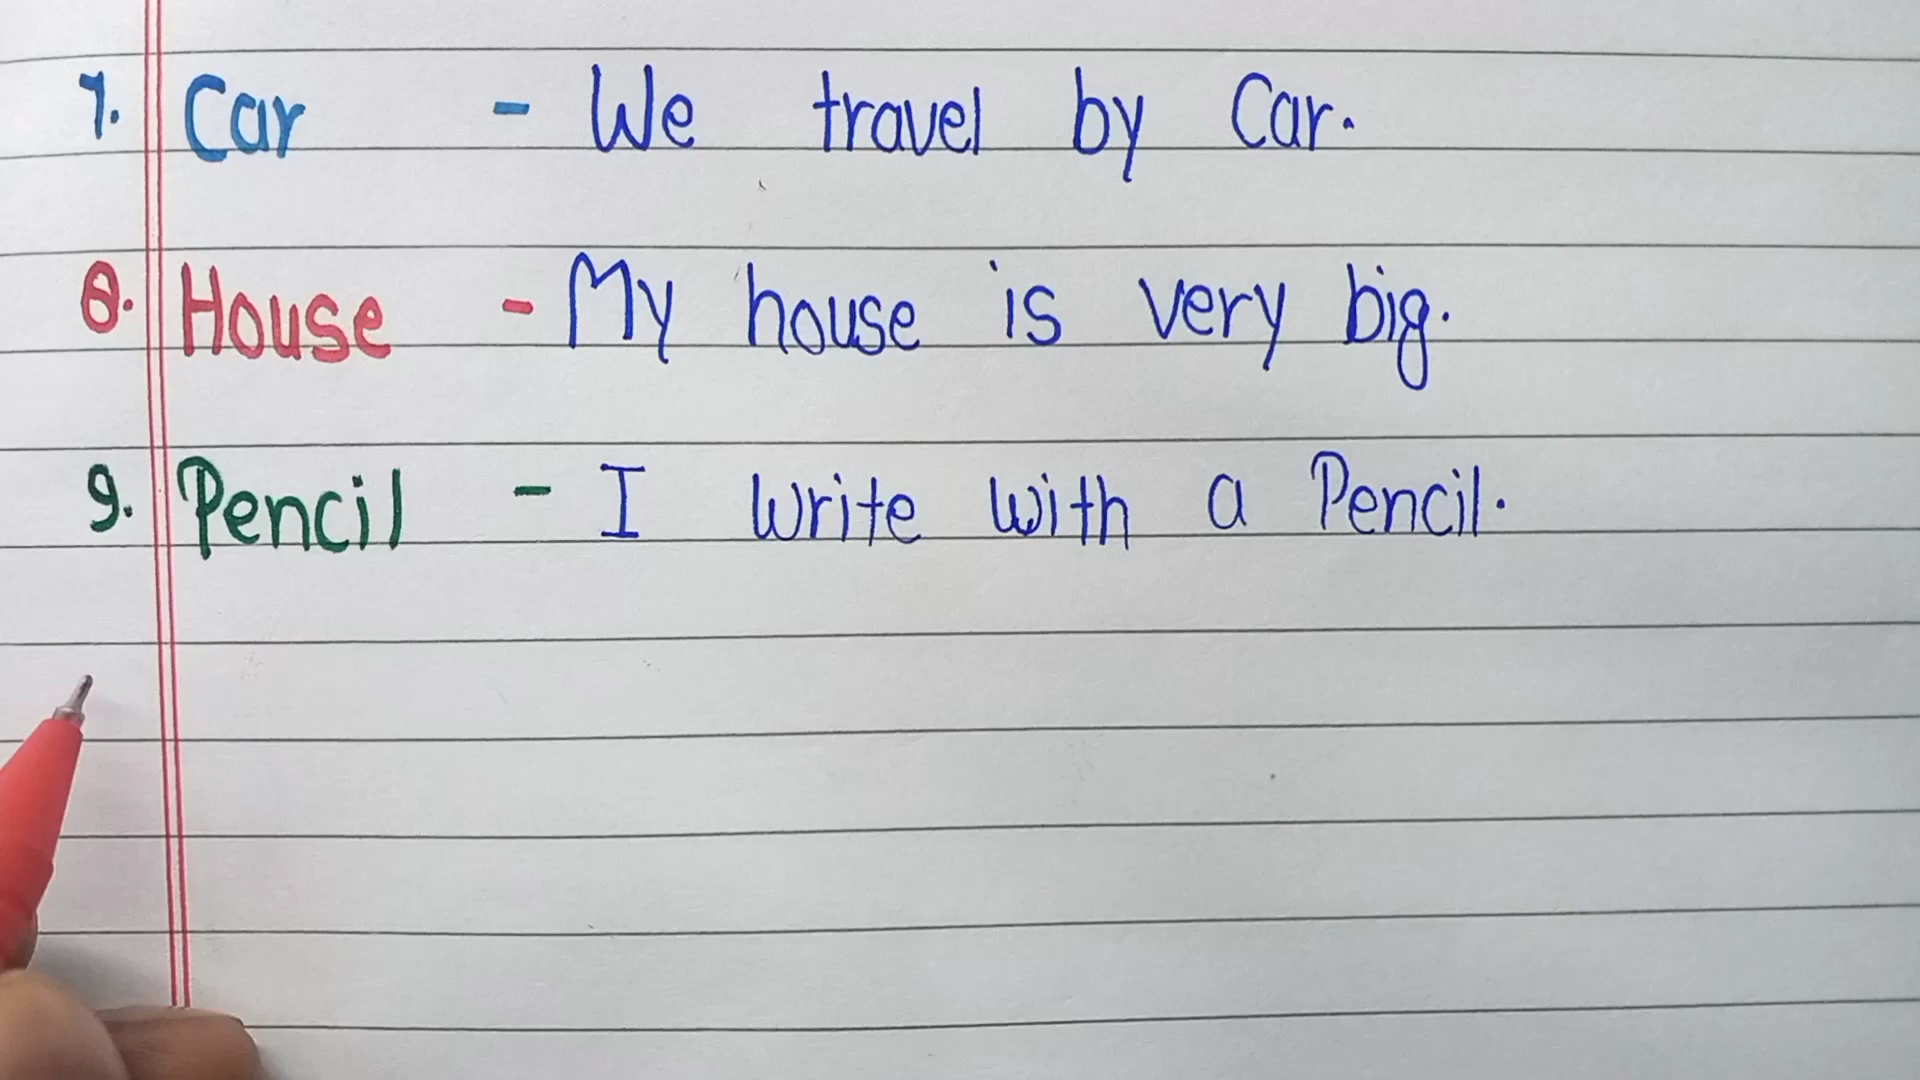 7. Car - We travel by Car.
8. House - My house is very big.
9. Pencil - I write with a Pencil.